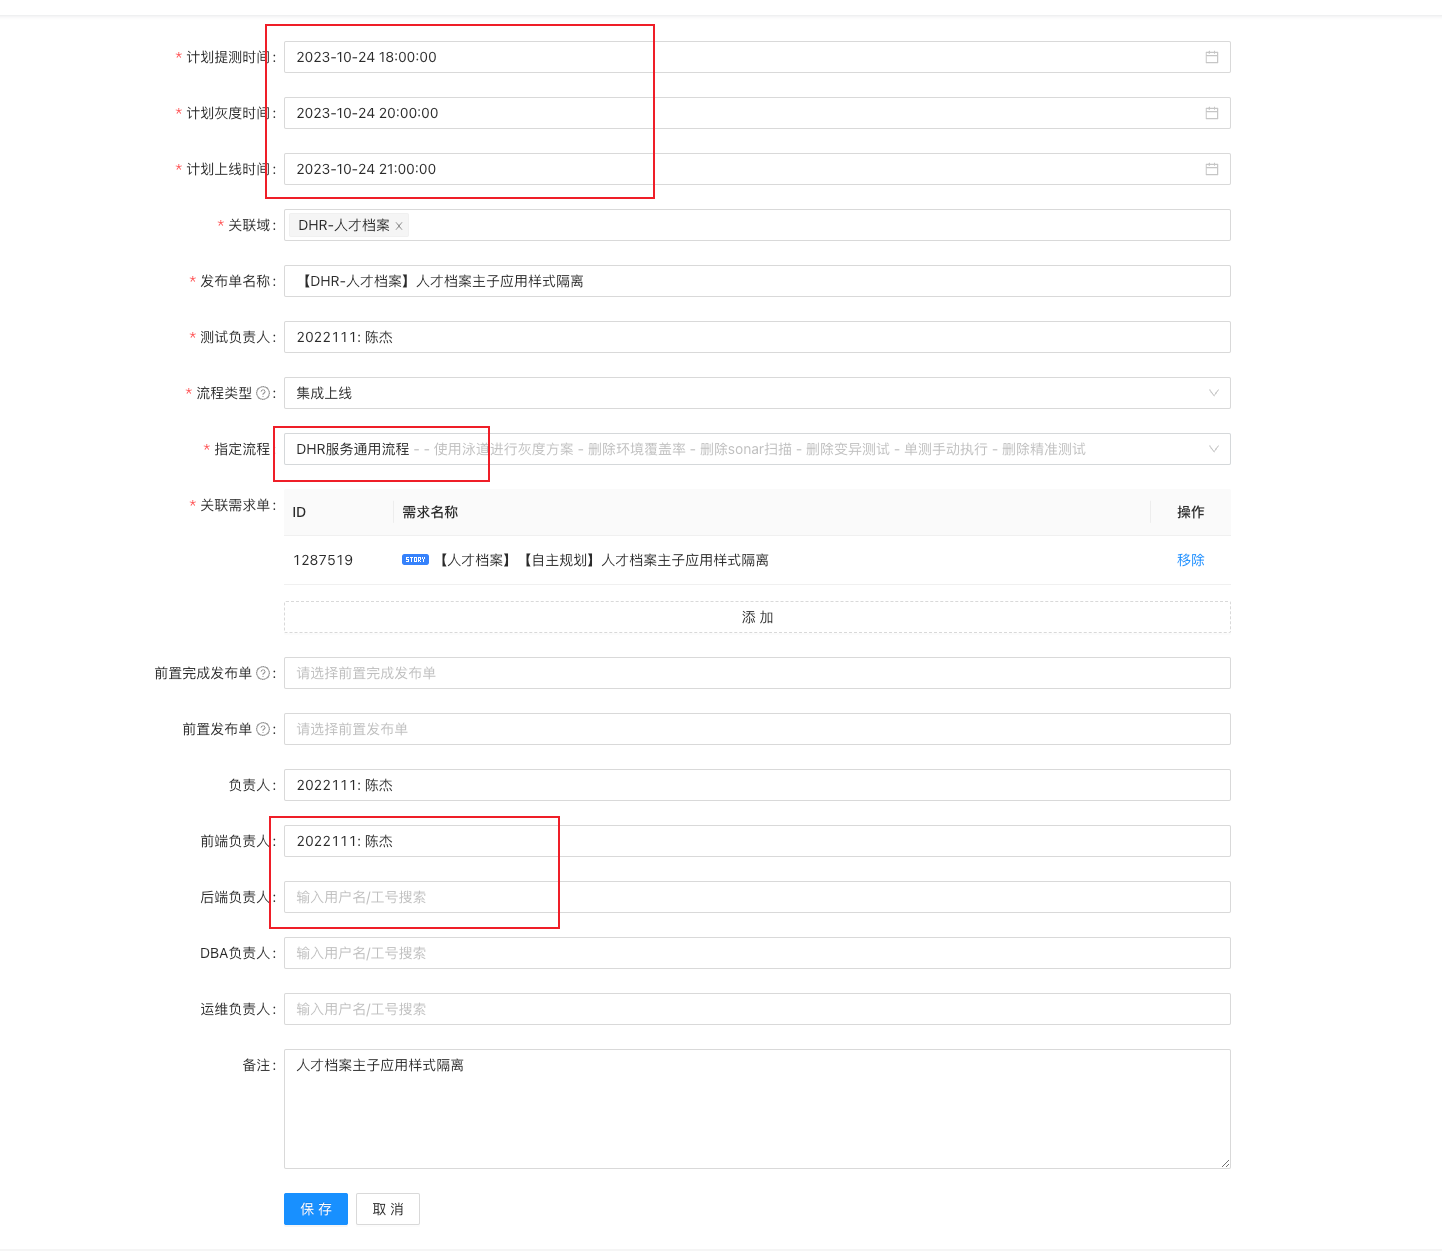 * 计划提测时间: 2023-10-24 18:00:00
* 计划灰度时间: 2023-10-24 20:00:00
* 计划上线时间: 2023-10-24 21:00:00
* 关联域: DHR-人才档案 ×
* 发布单名称: 【DHR-人才档案】人才档案主子应用样式隔离
* 测试负责人: 2022111: 陈杰
* 流程类型 ?: 集成上线
* 指定流程 DHR服务通用流程 - - 使用泳道进行灰度方案 - 删除环境覆盖率 - 删除sonar扫描 - 删除变异测试 - 单测手动执行 - 删除精准测试
* 关联需求单: ID 需求名称 操作
1287519 STORY 【人才档案】【自主规划】人才档案主子应用样式隔离 移除
添 加
前置完成发布单 ?: 请选择前置完成发布单
前置发布单 ?: 请选择前置发布单
负责人: 2022111: 陈杰
前端负责人: 2022111: 陈杰
后端负责人: 输入用户名/工号搜索
DBA负责人: 输入用户名/工号搜索
运维负责人: 输入用户名/工号搜索
备注: 人才档案主子应用样式隔离
保 存 取 消